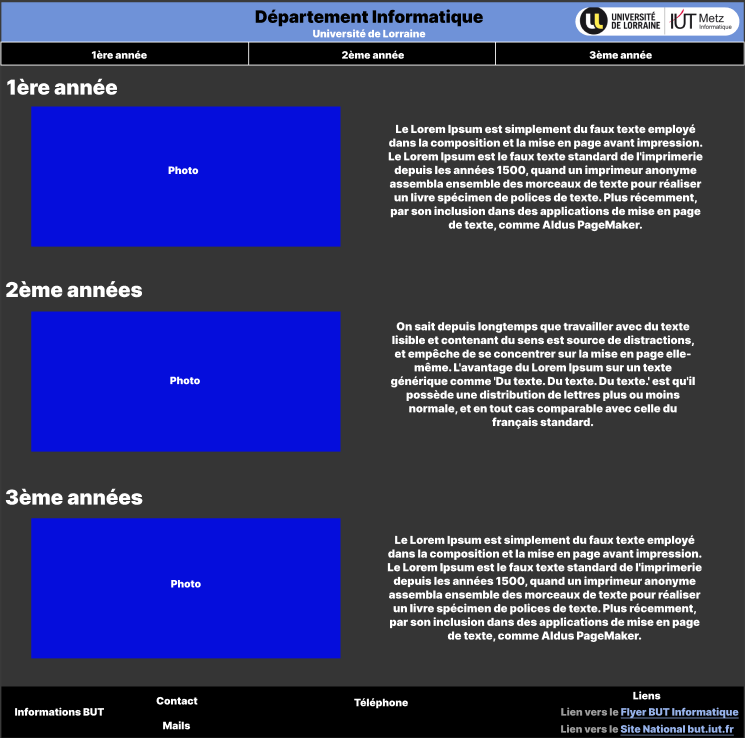 Département Informatique
Université de Lorraine
UNIVERSITÉ
DE LORRAINE
IUT Metz
Informatique
1ère année
2ème année
3ème année
1ère année
Photo
Le Lorem Ipsum est simplement du faux texte employé
dans la composition et la mise en page avant impression.
Le Lorem Ipsum est le faux texte standard de l'imprimerie
depuis les années 1500, quand un imprimeur anonyme
assembla ensemble des morceaux de texte pour réaliser
un livre spécimen de polices de texte. Plus récemment,
par son inclusion dans des applications de mise en page
de texte, comme Aldus PageMaker.
2ème années
Photo
On sait depuis longtemps que travailler avec du texte
lisible et contenant du sens est source de distractions,
et empêche de se concentrer sur la mise en page elle-
même. L'avantage du Lorem Ipsum sur un texte
générique comme 'Du texte. Du texte. Du texte.' est qu'il
possède une distribution de lettres plus ou moins
normale, et en tout cas comparable avec celle du
français standard.
3ème années
Photo
Le Lorem Ipsum est simplement du faux texte employé
dans la composition et la mise en page avant impression.
Le Lorem Ipsum est le faux texte standard de l'imprimerie
depuis les années 1500, quand un imprimeur anonyme
assembla ensemble des morceaux de texte pour réaliser
un livre spécimen de polices de texte. Plus récemment,
par son inclusion dans des applications de mise en page
de texte, comme Aldus PageMaker.
Informations BUT
Contact
Mails
Téléphone
Liens
Lien vers le Flyer BUT Informatique
Lien vers le Site National but.iut.fr